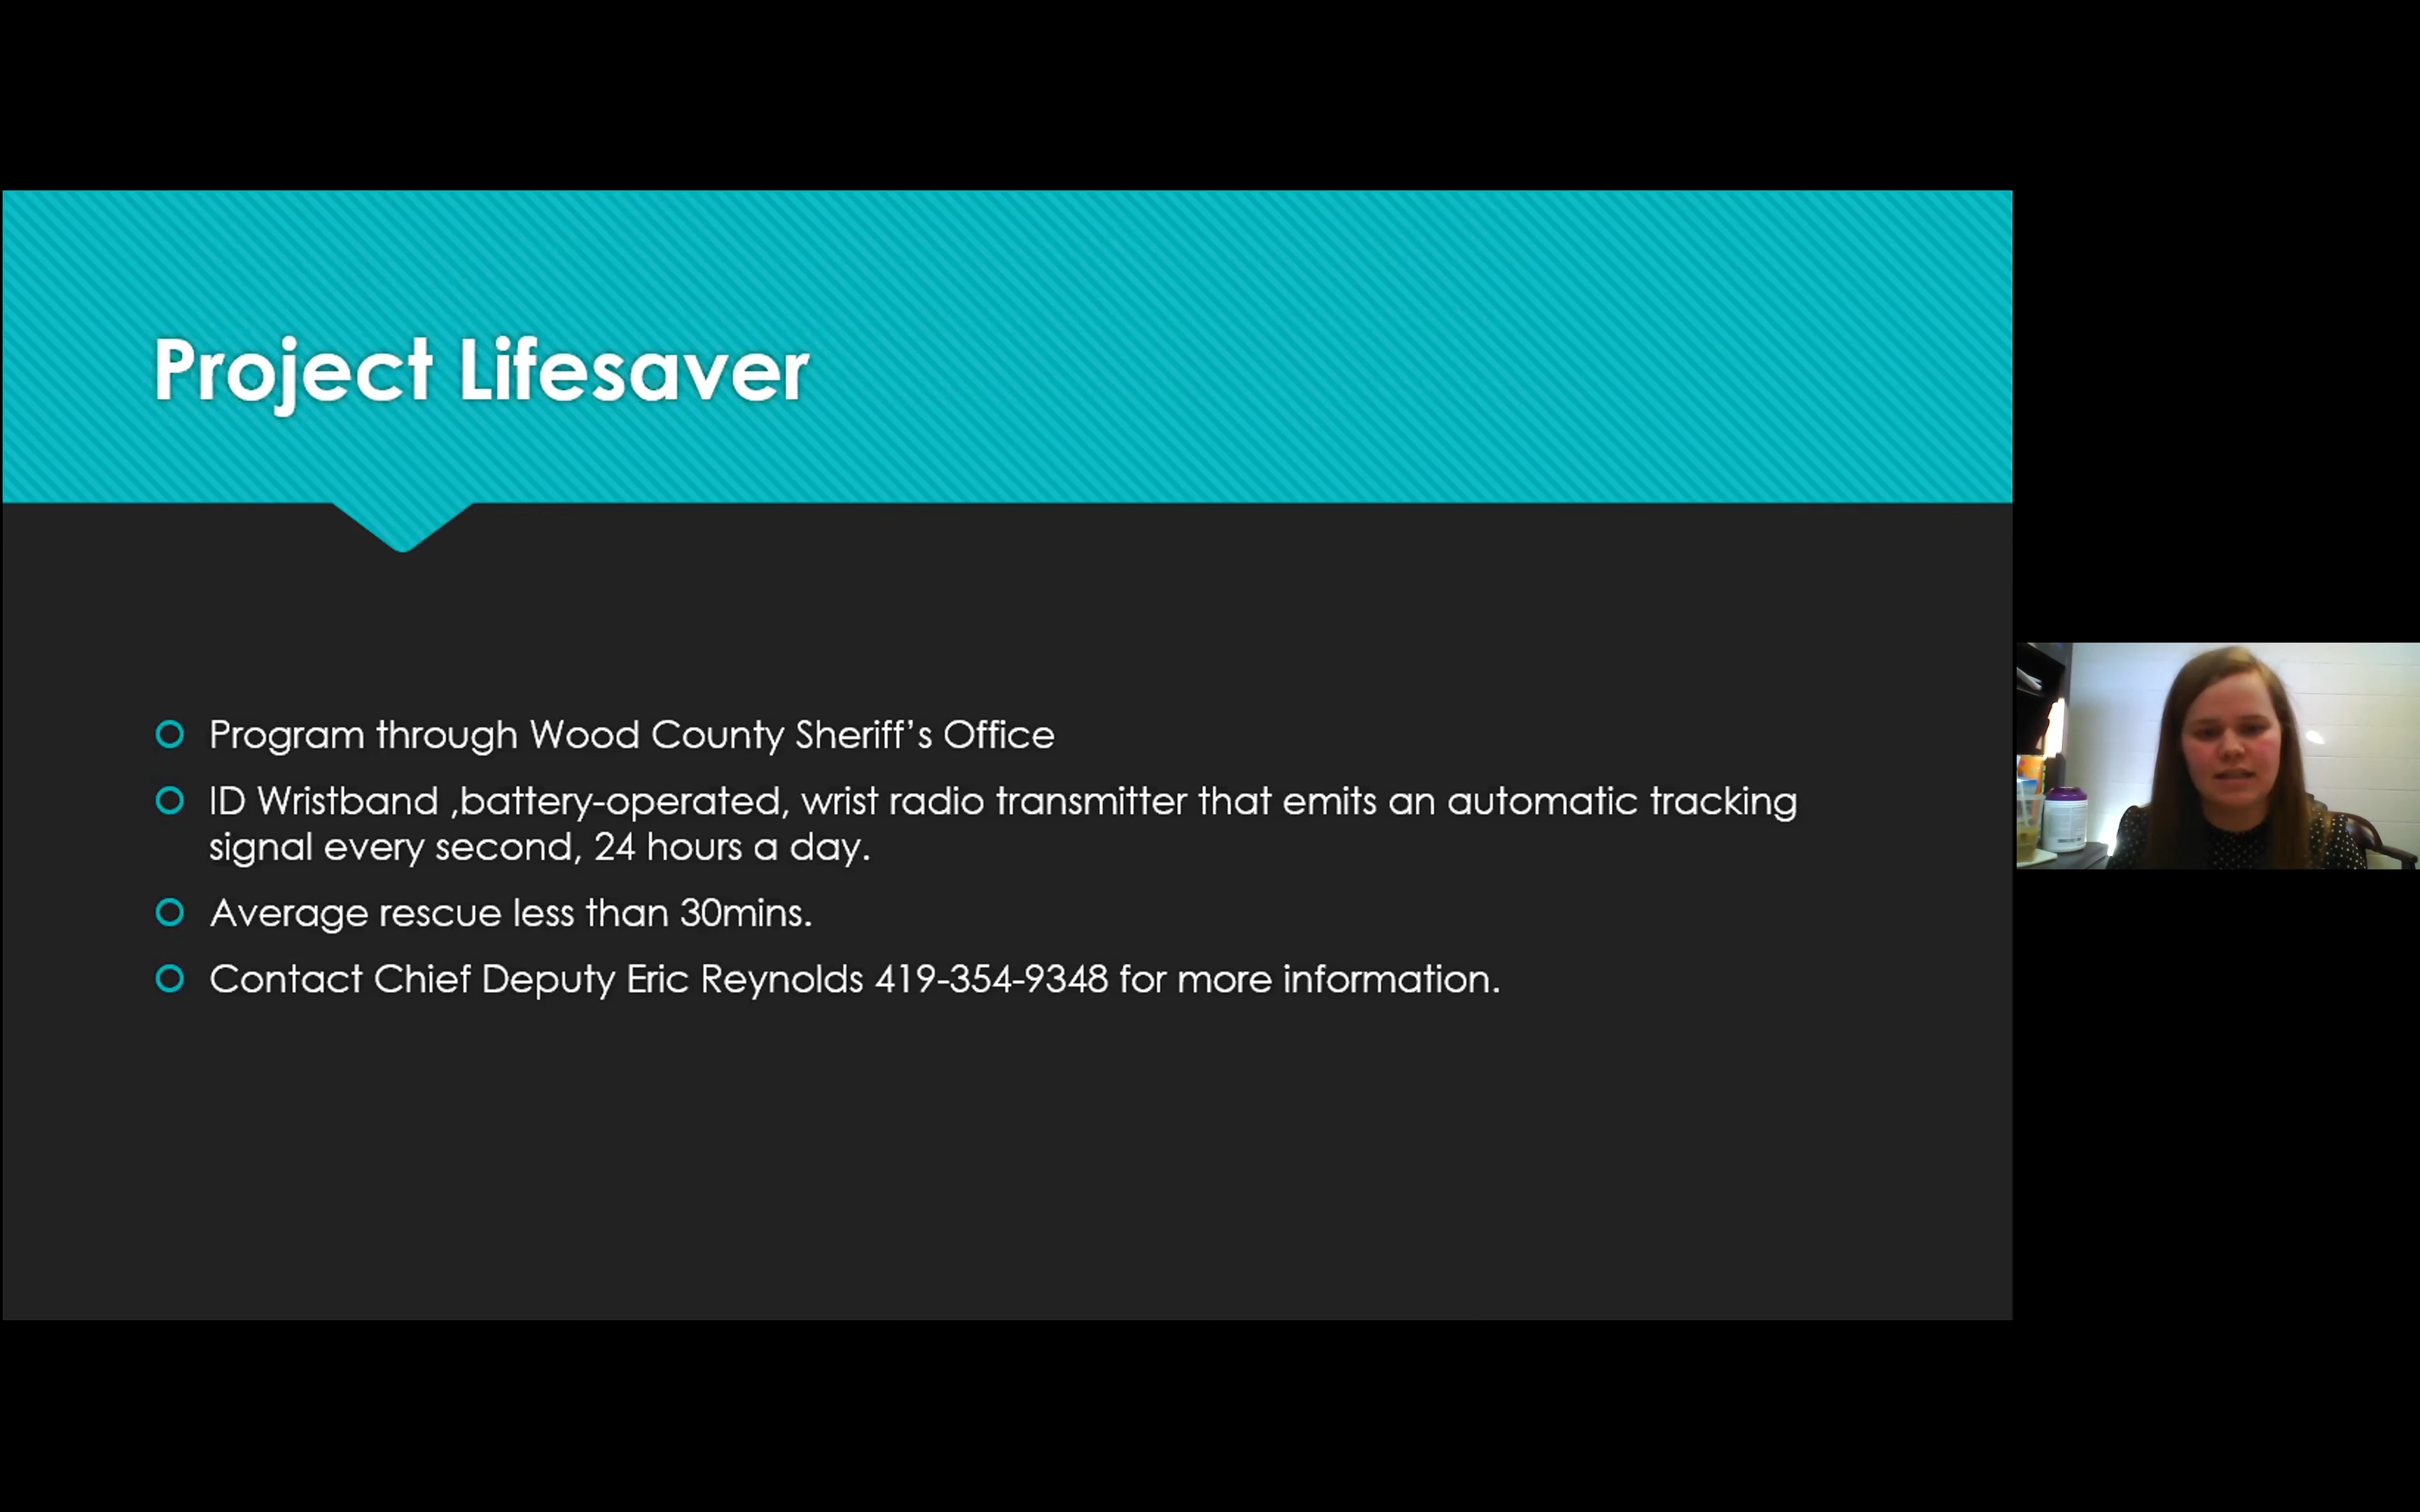 Project Lifesaver
Program through Wood County Sheriff's Office
ID Wristband ,battery-operated, wrist radio transmitter that emits an automatic tracking
signal every second, 24 hours a day.
Average rescue less than 30mins.
Contact Chief Deputy Eric Reynolds 419-354-9348 for more information.